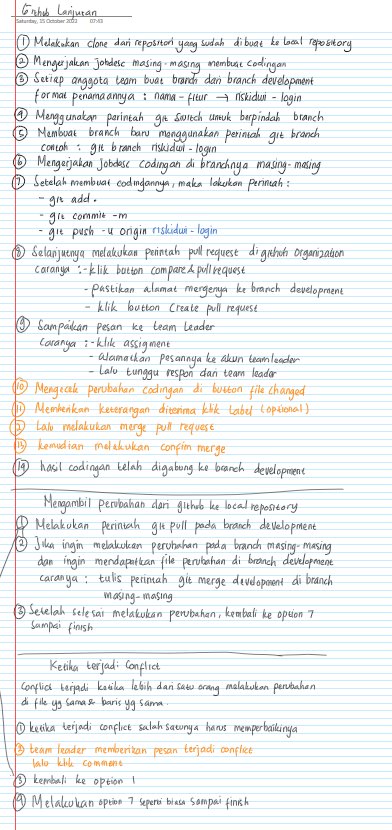 Github Lanjutan
Saturday, 15 October 2022 07:43
① Melakukan clone dari repositori yang sudah dibuat ke local repository
② Mengerjakan jobdesc masing-masing membuat codingan
③ Setiap anggota team buat branch dari branch development
format penamaannya : nama-fitur → riskidwi-login
④ Menggunakan perintah git switch untuk berpindah branch
⑤ Membuat branch baru menggunakan perintah git branch
contoh : git branch riskidwi-login
⑥ Mengerjakan Jobdesc codingan di branchnya masing-masing
⑦ Setelah membuat codingannya, maka lakukan perintah :
- git add .
- git commit -m
- git push -u origin riskidwi-login
⑧ Selanjutnya melakukan perintah pull request di github organization
caranya : - klik button compare & pull request
- pastikan alamat mergenya ke branch development
- klik button Create pull request
⑨ Sampaikan pesan ke team Leader
caranya : - klik assigment
- alamatkan pesannya ke akun team leader
- Lalu tunggu respon dari team leader
⑩ Mengecek perubahan codingan di button file changed
⑪ Memberikan keterangan diterima klik Label (optional)
⑫ Lalu melakukan merge pull request
⑬ kemudian melakukan confim merge
⑭ hasil codingan telah digabung ke branch development
Mengambil perubahan dari github ke local repository
① Melakukan perintah git pull pada branch development
② Jika ingin melakukan perubahan pada branch masing-masing
dan ingin mendapatkan file perubahan di branch development
caranya : tulis perintah git merge development di branch
masing-masing
③ Setelah selesai melakukan perubahan, kembali ke option 7
sampai finish
Ketika terjadi Conflict
Conflict terjadi ketika lebih dari satu orang melakukan perubahan
di file yg sama & baris yg sama.
① ketika terjadi conflict salah satunya harus memperbaikinya
② team leader memberikan pesan terjadi conflict
lalu klik comment
③ kembali ke option 1
④ Melakukan option 7 seperti biasa sampai finish